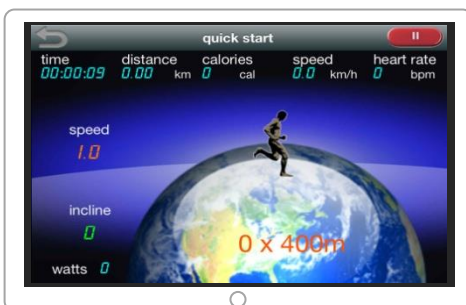 quick start
time distance calories speed heart rate
00:00:09 0.00 km 0 cal 0.0 km/h 0 bpm
speed
1.0
incline
0
0 x 400m
watts 0